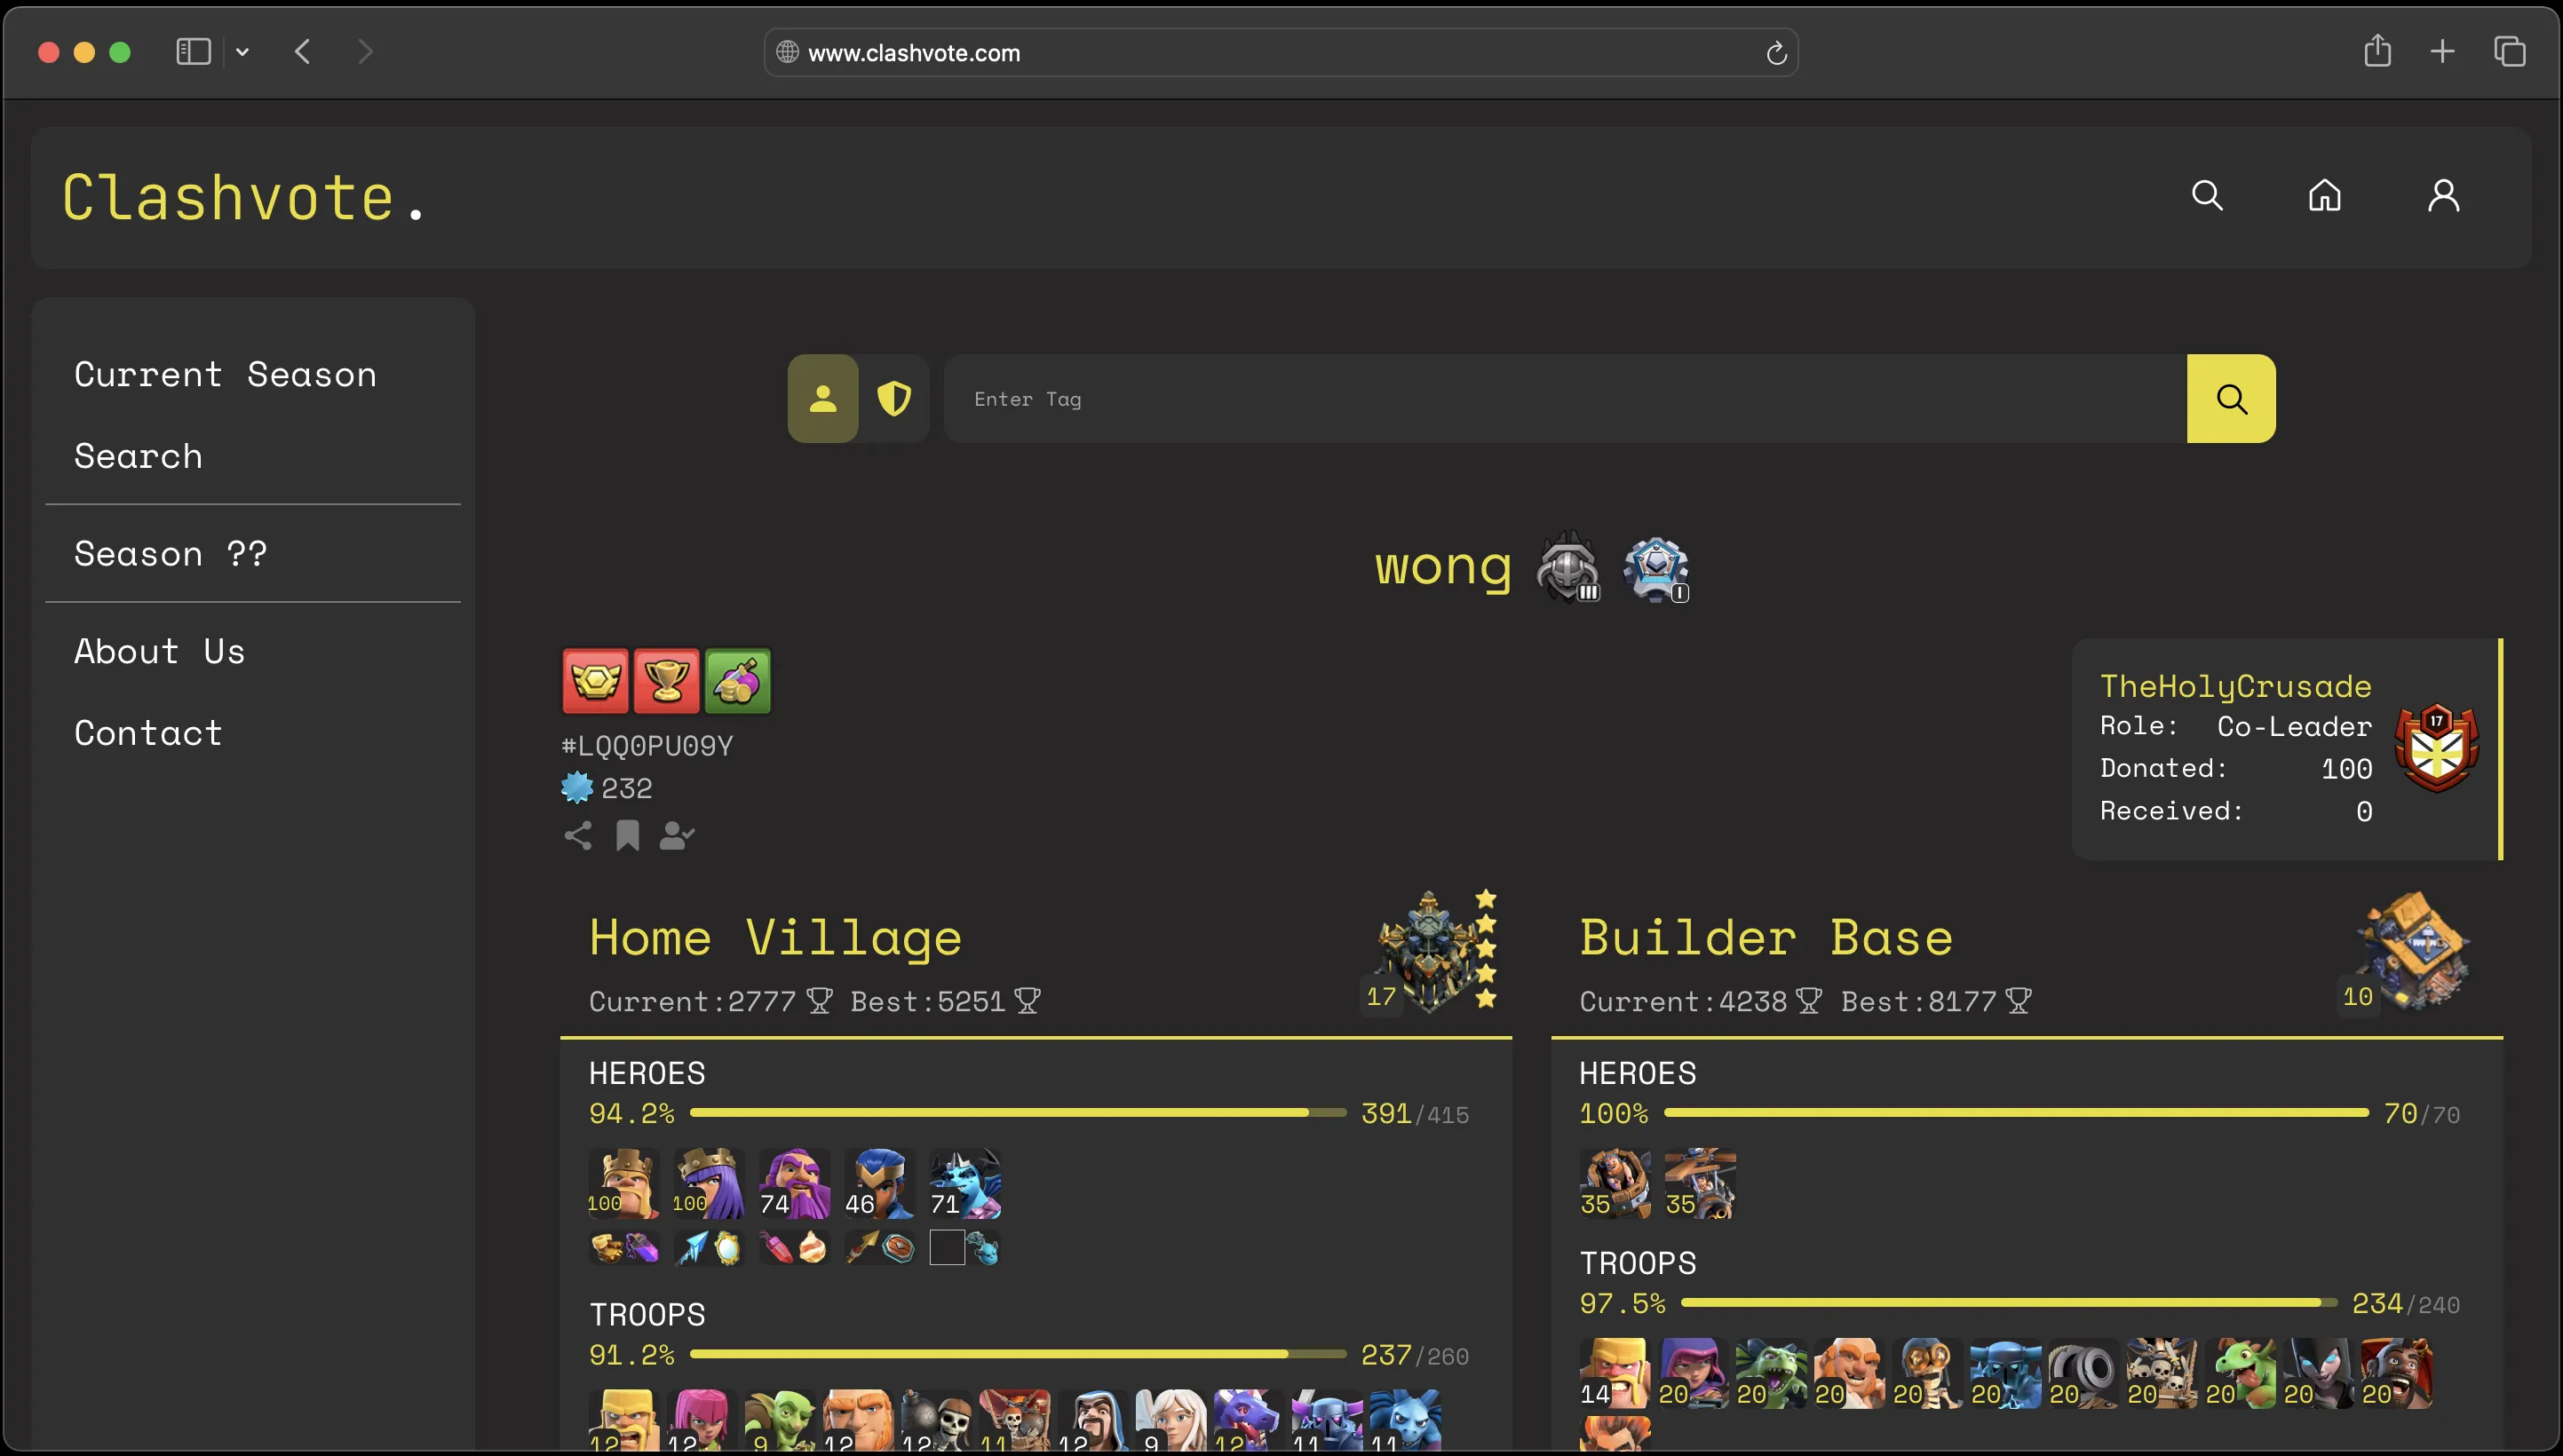 www.clashvote.com
Clashvote.
Current Season
Search
Season ??
About Us
Contact
Enter Tag
wong
III
I
#LQQ0PU09Y
232
TheHolyCrusade
Role: Co-Leader
Donated: 100
Received: 0
17
Home Village
Current:2777 Best:5251
17
HEROES
94.2% 391/415
100 100 74 46 71
TROOPS
91.2% 237/260
12 12 9 12 12 11 12 9 12 11 11
Builder Base
Current:4238 Best:8177
10
HEROES
100% 70/70
35 35
TROOPS
97.5% 234/240
14 20 20 20 20 20 20 20 20 20 20